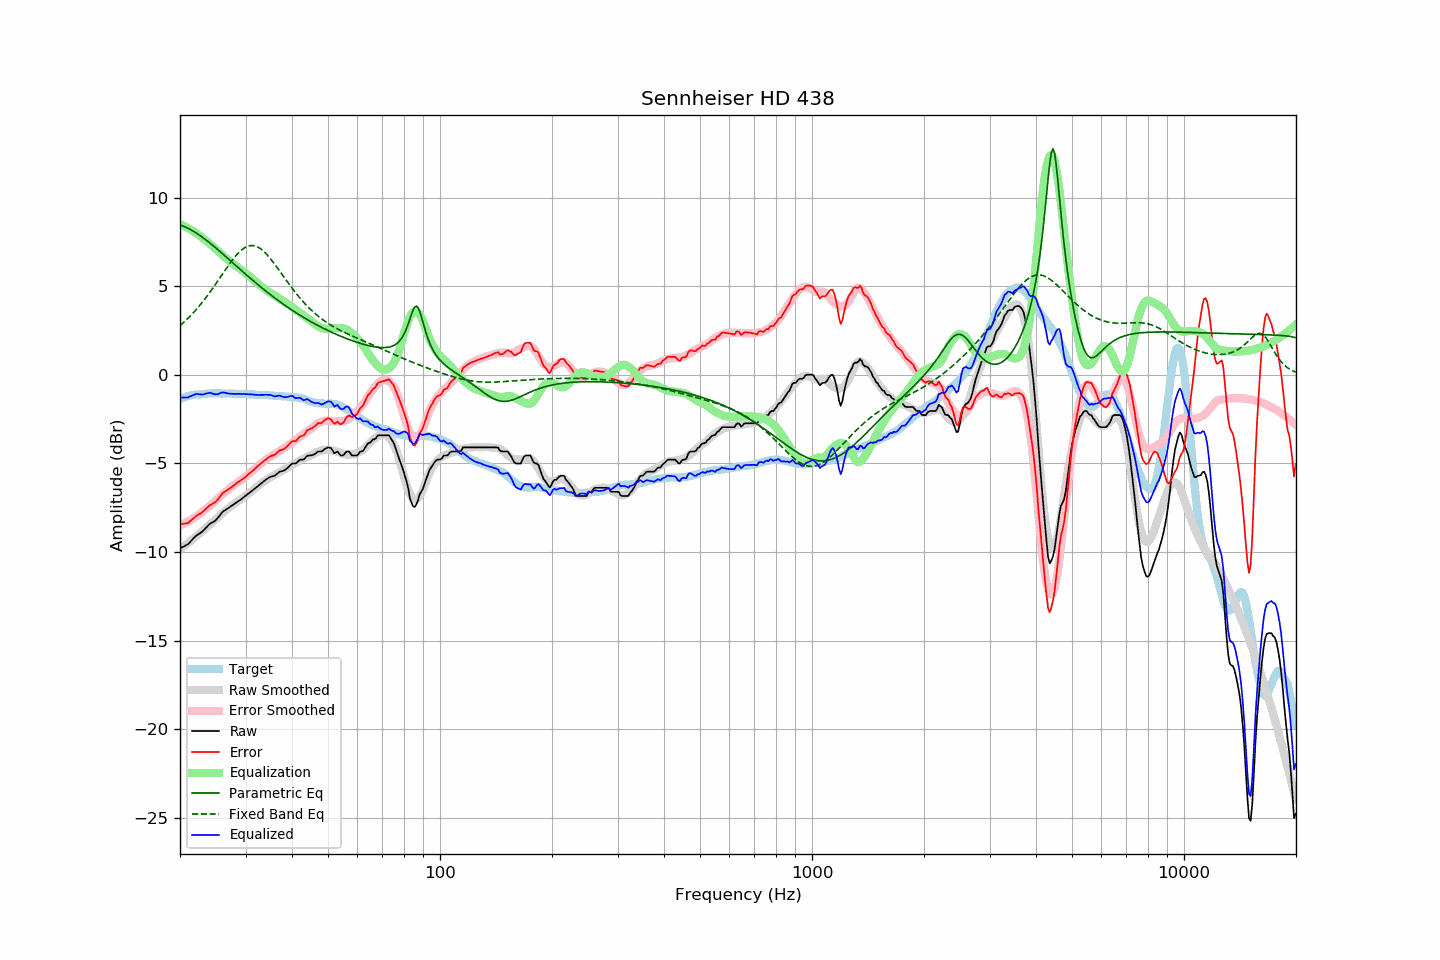 Sennheiser HD 438
10
5
0
−5
−10
−15
−20
−25
Amplitude (dBr)
Target
Raw Smoothed
Error Smoothed
Raw
Error
Equalization
Parametric Eq
Fixed Band Eq
Equalized
100
1000
10000
Frequency (Hz)